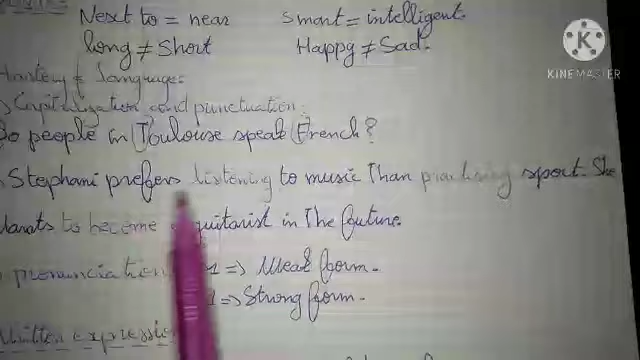 Next to = near smart = intelligent.
long ≠ Short Happy ≠ Sad.
Mastery of Language:
Capitalization and punctuation.
Do people in Toulouse speak French?
Stephani prefers listening to music Than practising sport. She
wants to become guitarist in The future.
pronunciation => Weak form.
=> Strong form.
Written expression
KINEMASTER